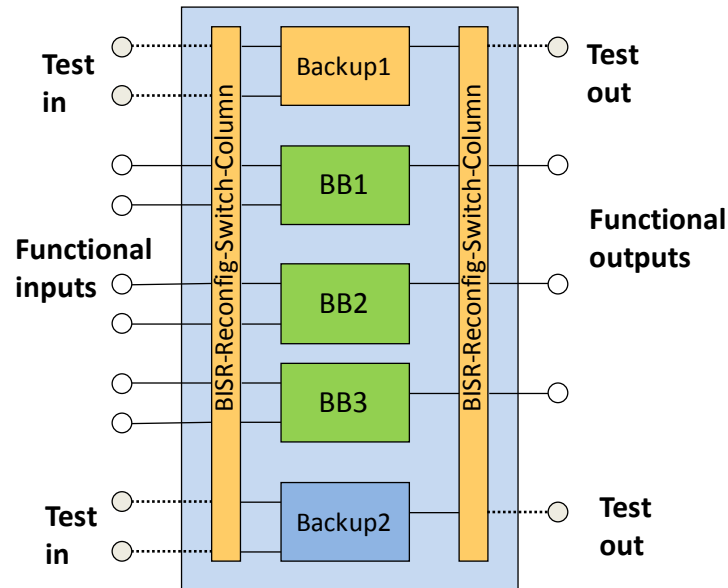 Test
in
Backup1
Test
out
BISR-Reconfig-Switch-Column
BISR-Reconfig-Switch-Column
BB1
Functional
inputs
BB2
Functional
outputs
BB3
Test
in
Backup2
Test
out